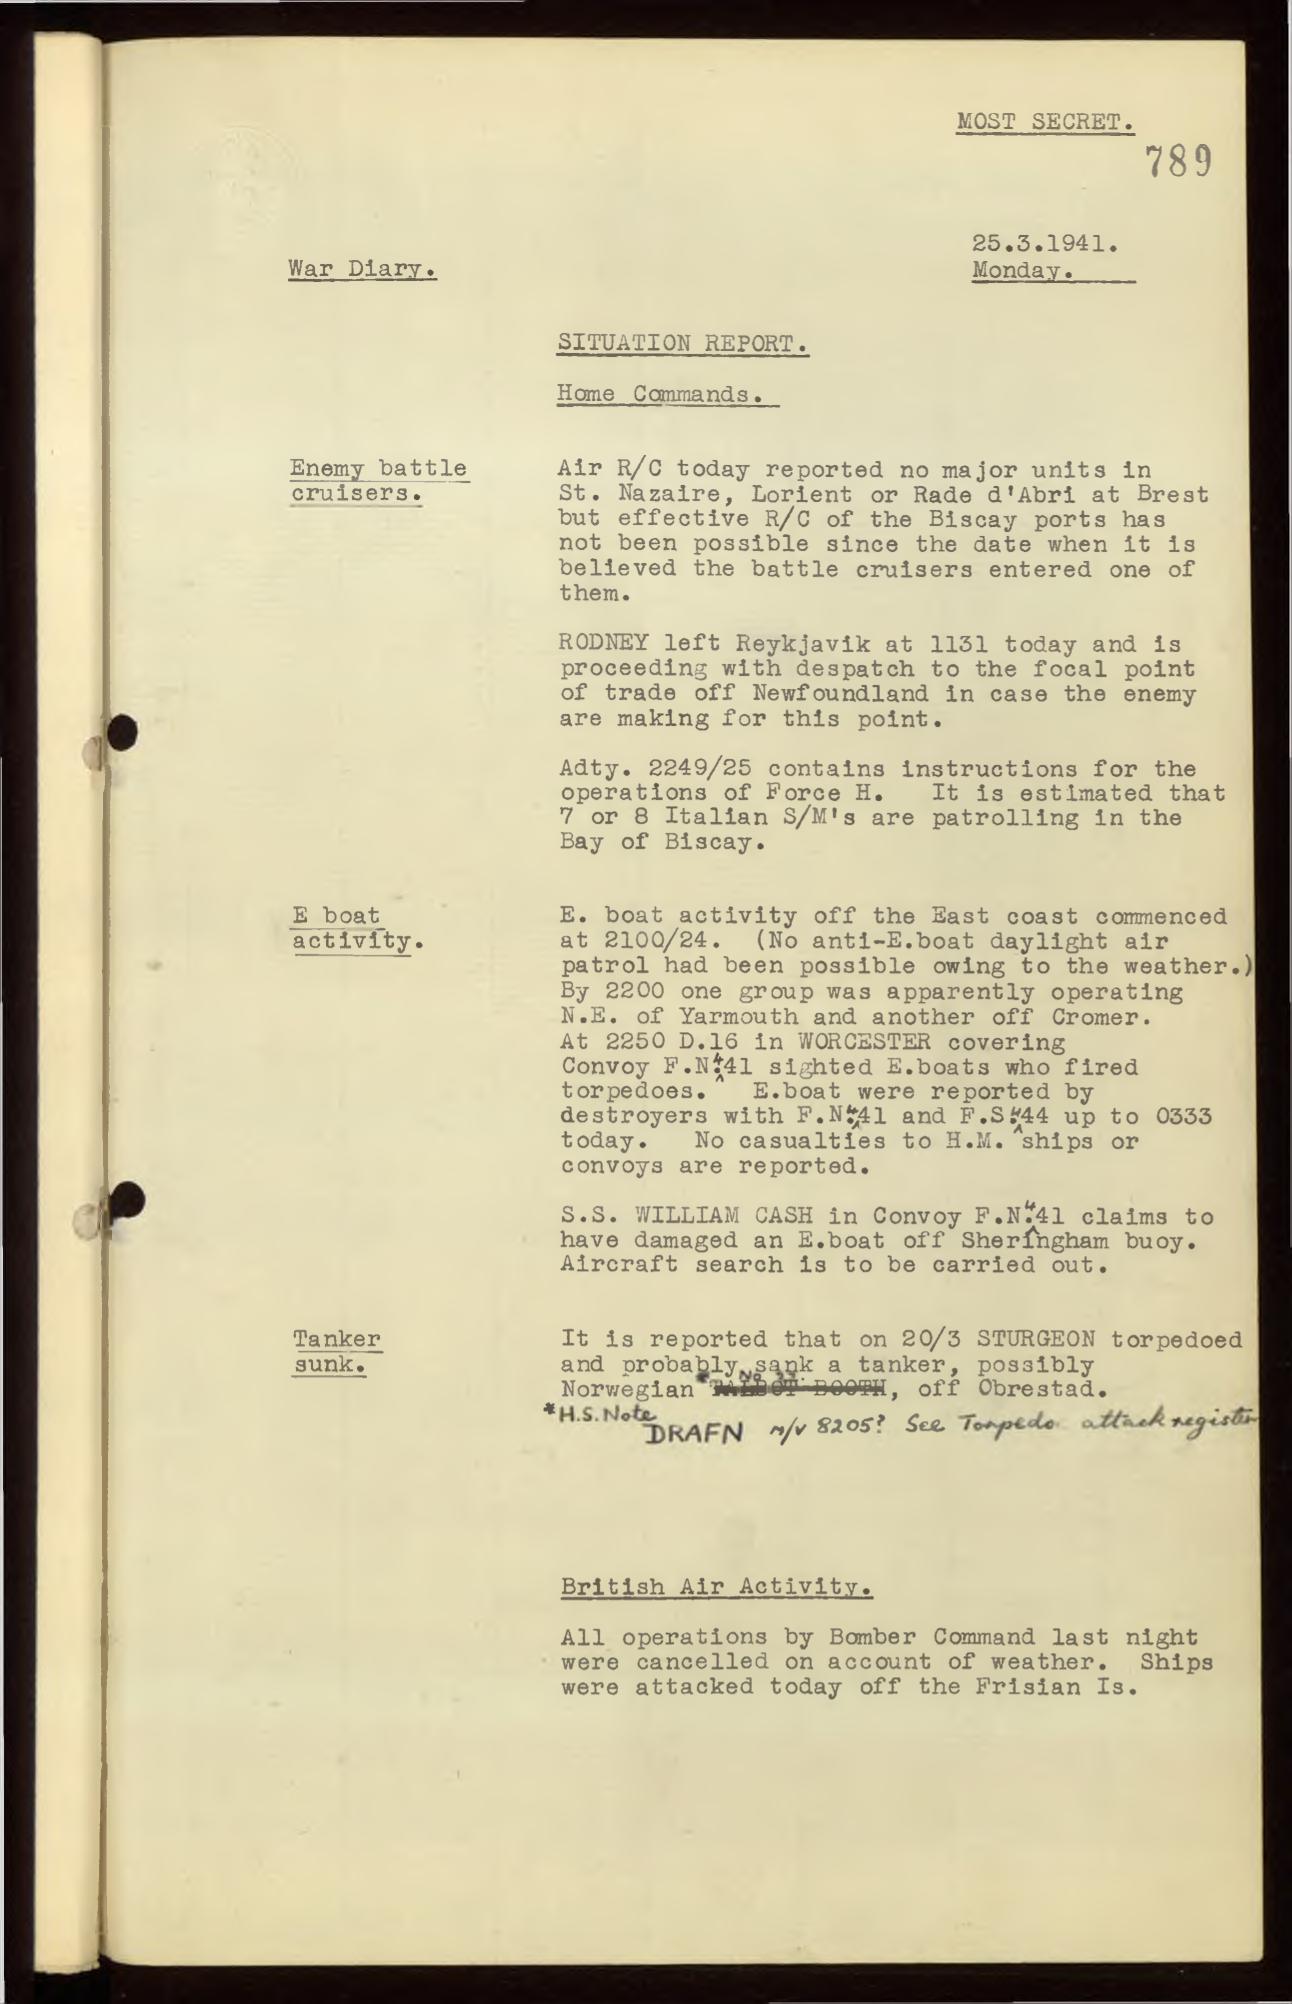 MOST SECRET.
789
25.3.1941.
War Diary.
Monday.
SITUATION REPORT.
Home Commands.
Enemy battle
cruisers.
Air R/C today reported no major units in
St. Nazaire, Lorient or Rade d'Abri at Brest
but effective R/C of the Biscay ports has
not been possible since the date when it is
believed the battle cruisers entered one of
them.
RODNEY left Reykjavik at 1131 today and is
proceeding with despatch to the focal point
of trade off Newfoundland in case the enemy
are making for this point.
Adty. 2249/25 contains instructions for the
operations of Force H. It is estimated that
7 or 8 Italian S/M's are patrolling in the
Bay of Biscay.
E boat
activity.
E. boat activity off the East coast commenced
at 2100/24. (No anti-E.boat daylight air
patrol had been possible owing to the weather.)
By 2200 one group was apparently operating
N.E. of Yarmouth and another off Cromer.
At 2250 D.16 in WORCESTER covering
Convoy F.N.441 sighted E.boats who fired
torpedoes. E.boat were reported by
destroyers with F.N.441 and F.S.444 up to 0333
today. No casualties to H.M. ships or
convoys are reported.
S.S. WILLIAM CASH in Convoy F.N.441 claims to
have damaged an E.boat off Sheringham buoy.
Aircraft search is to be carried out.
Tanker
sunk.
It is reported that on 20/3 STURGEON torpedoed
and probably sank a tanker, possibly
Norwegian * TALBOT BOOTH, off Obrestad.
*H.S. Note
DRAFN M/V 8205? See Torpedo attack register
British Air Activity.
All operations by Bomber Command last night
were cancelled on account of weather. Ships
were attacked today off the Frisian Is.